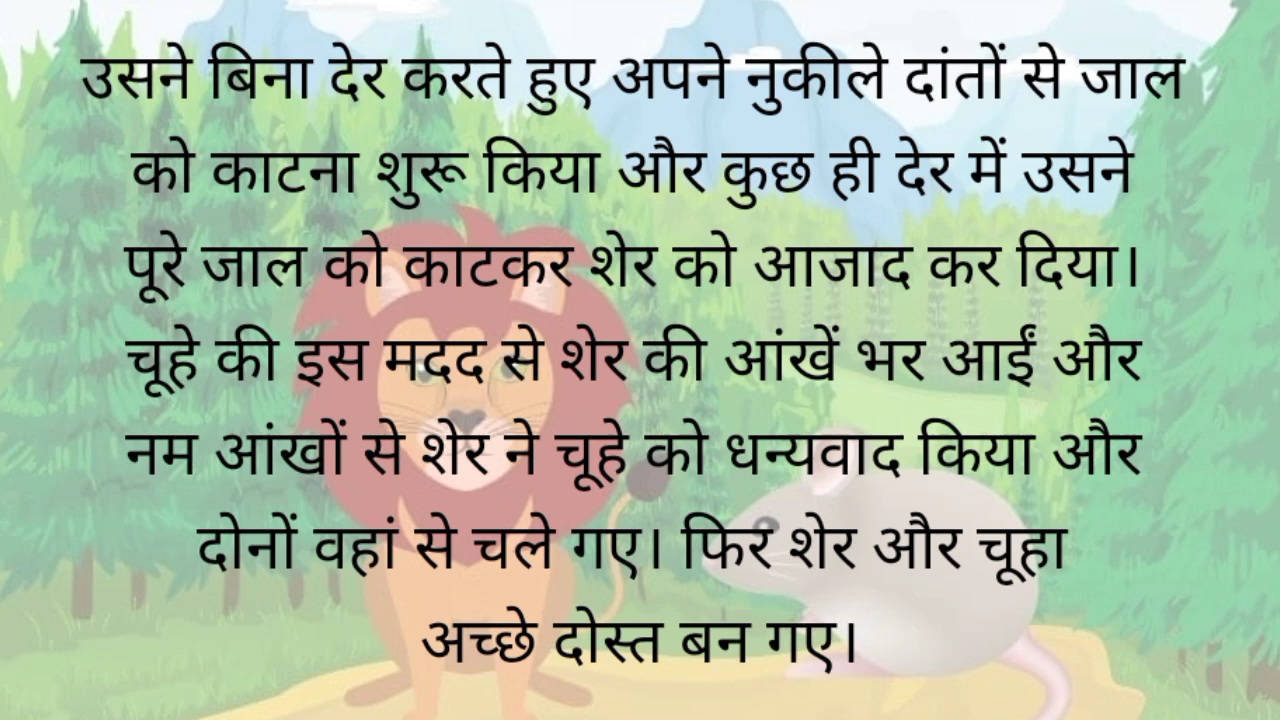 उसने बिना देर करते हुए अपने नुकीले दांतों से जाल
को काटना शुरू किया और कुछ ही देर में उसने
पूरे जाल को काटकर शेर को आजाद कर दिया।
चूहे की इस मदद से शेर की आंखें भर आईं और
नम आंखों से शेर ने चूहे को धन्यवाद किया और
दोनों वहां से चले गए। फिर शेर और चूहा
अच्छे दोस्त बन गए।